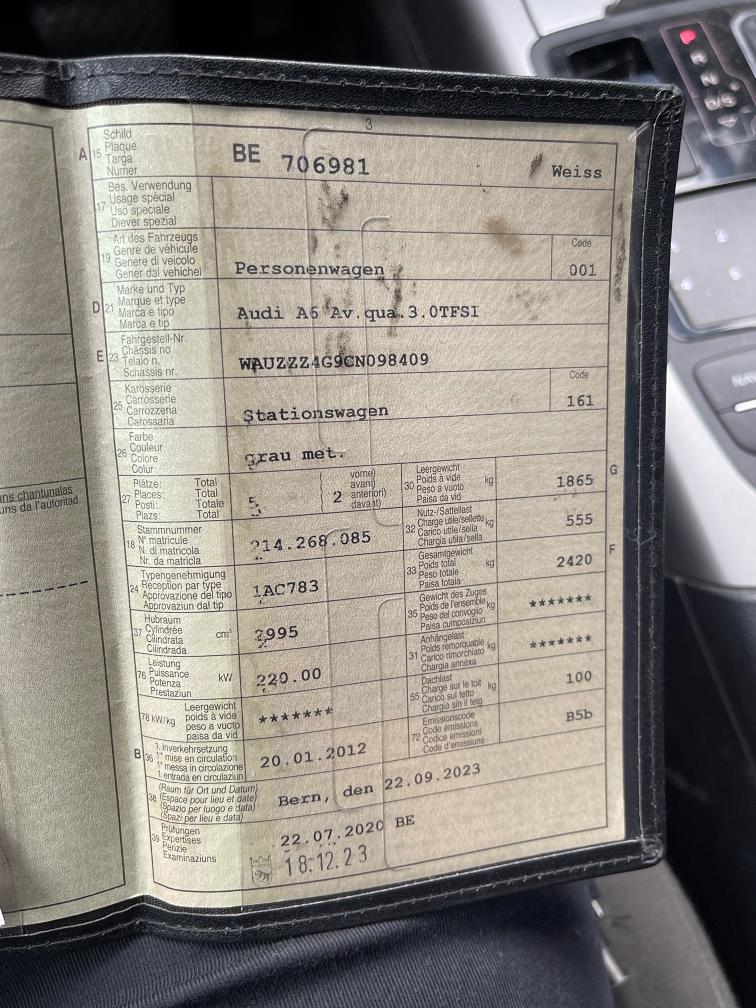 3
A 15 Schild
Plaque
Targa
Numer
BE 706981 Weiss
17 Bes. Verwendung
Usage spécial
Uso speciale
Diever spezial
19 Art des Fahrzeugs
Genre de véhicule
Genere di veicolo
Gener dal vehichel
Personenwagen
Code
001
D 21 Marke und Typ
Marque et type
Marca e tipo
Marca e tip
Audi A6 Av.qua.3.0TFSI
E 23 Fahrgestell-Nr.
Châssis no
Telaio n.
Schassis nr.
WAUZZZ4G9CN098409
25 Karosserie
Carrosserie
Carrozzeria
Carossaria
Stationswagen
Code
161
26 Farbe
Couleur
Colore
Colur
grau met.
27 Plätze: Total
Places: Total
Posti: Totale
Plazs: Total
5
2
vorne)
avant)
anteriori)
davant)
G
30 Leergewicht
Poids à vide
Peso a vuoto
Paisa da vid
kg
1865
18 Stammnummer
N° matricule
N. di matricola
Nr. da matricla
214.268.085
32 Nutz-/Sattellast
Charge utile/sellette
Carico utile/sella
Chargia utila/sella
kg
555
F
33 Gesamtgewicht
Poids total
Peso totale
Paisa totala
kg
2420
24 Typengenehmigung
Réception par type
Approvazione del tipo
Approvaziun dal tip
1AC783
35 Gewicht des Zuges
Poids de l'ensemble
Peso del convoglio
Paisa cumposiziun
kg
*******
37 Hubraum
Cylindrée
Cilindrata
Cilindrada
cm³
2995
31 Anhängelast
Poids remorquable
Carico rimorchiato
Chargia annexa
kg
*******
76 Leistung
Puissance
Potenza
Prestaziun
kW
220.00
55 Dachlast
Charge sur le toit
Carico sul tetto
Chargia sin il tetg
kg
100
78 kW/kg
Leergewicht
poids à vide
peso a vuoto
paisa da vid
*******
72 Emissionscode
Code émissions
Codice emissioni
Code d'emissiuns
B5b
B 36 1. Inverkehrsetzung
1re mise en circulation
1a messa in circolazione
1. entrada en circulaziun
20.01.2012
38 (Raum für Ort und Datum)
(Espace pour lieu et date)
(Spazio per luogo e data)
(Spazi per lieu e data)
Bern, den 22.09.2023
39 Prüfungen
Expertises
Perizie
Examinaziuns
22.07.2020 BE
18.12.23
ns chantunalas
uns da l'autoritad
R
N
D/S
NAV